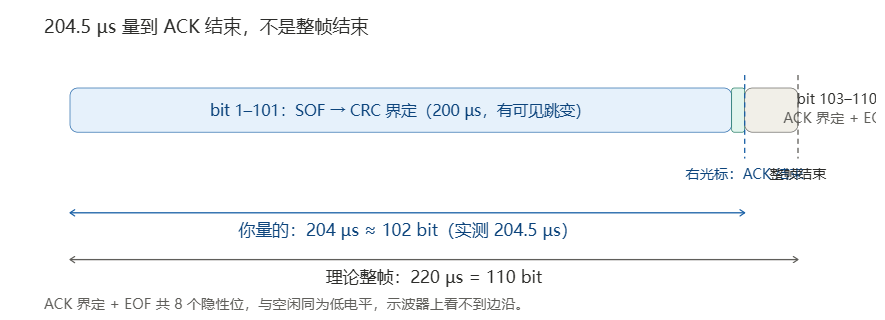 204.5 μs 量到 ACK 结束，不是整帧结束
bit 1–101：SOF → CRC 界定（200 μs，有可见跳变）
bit 103–110
ACK 界定 + EO
右光标：ACK
整帧结束
你量的：204 μs ≈ 102 bit（实测 204.5 μs）
理论整帧：220 μs = 110 bit
ACK 界定 + EOF 共 8 个隐性位，与空闲同为低电平，示波器上看不到边沿。